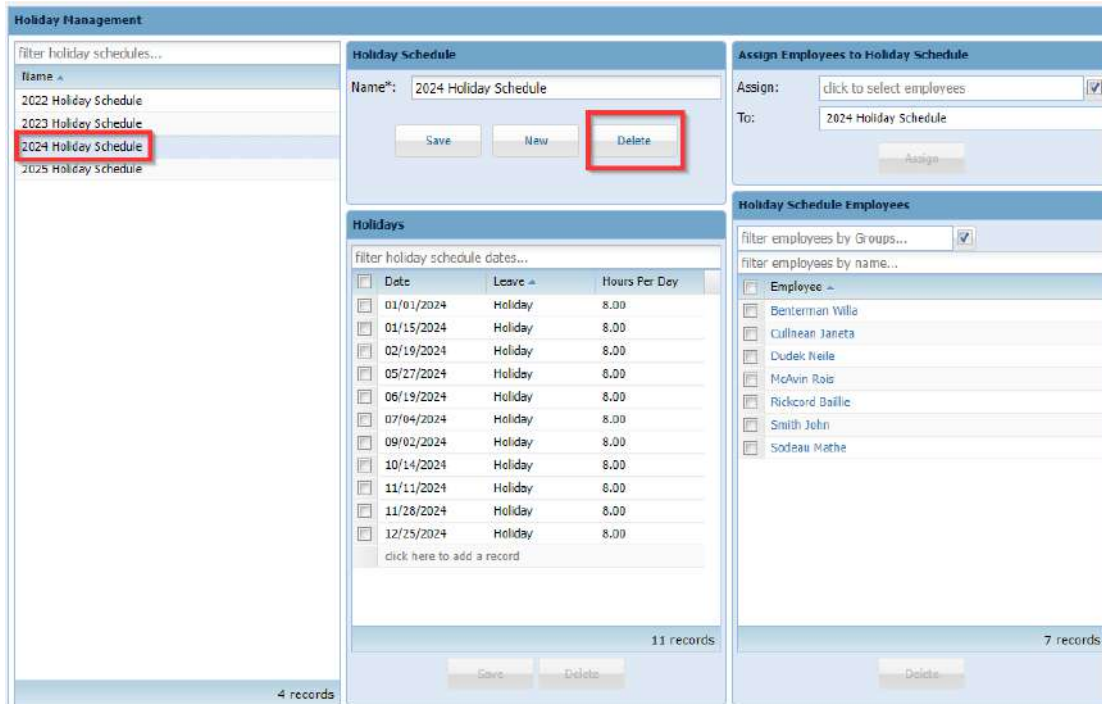 Holiday Management
filter holiday schedules...
Name
2022 Holiday Schedule
2023 Holiday Schedule
2024 Holiday Schedule
2025 Holiday Schedule
4 records
Holiday Schedule
Name*: 2024 Holiday Schedule
Save New Delete
Holidays
filter holiday schedule dates...
Date Leave Hours Per Day
01/01/2024 Holiday 8.00
01/15/2024 Holiday 8.00
02/19/2024 Holiday 8.00
05/27/2024 Holiday 8.00
06/19/2024 Holiday 8.00
07/04/2024 Holiday 8.00
09/02/2024 Holiday 8.00
10/14/2024 Holiday 8.00
11/11/2024 Holiday 8.00
11/28/2024 Holiday 8.00
12/25/2024 Holiday 8.00
click here to add a record
11 records
Save Delete
Assign Employees to Holiday Schedule
Assign: click to select employees
To: 2024 Holiday Schedule
Assign
Holiday Schedule Employees
filter employees by Groups...
filter employees by name...
Employee
Benterman Willa
Cullnean Janeta
Dudek Neile
McAvin Rois
Rickcord Baillie
Smith John
Sodeau Mathe
7 records
Delete